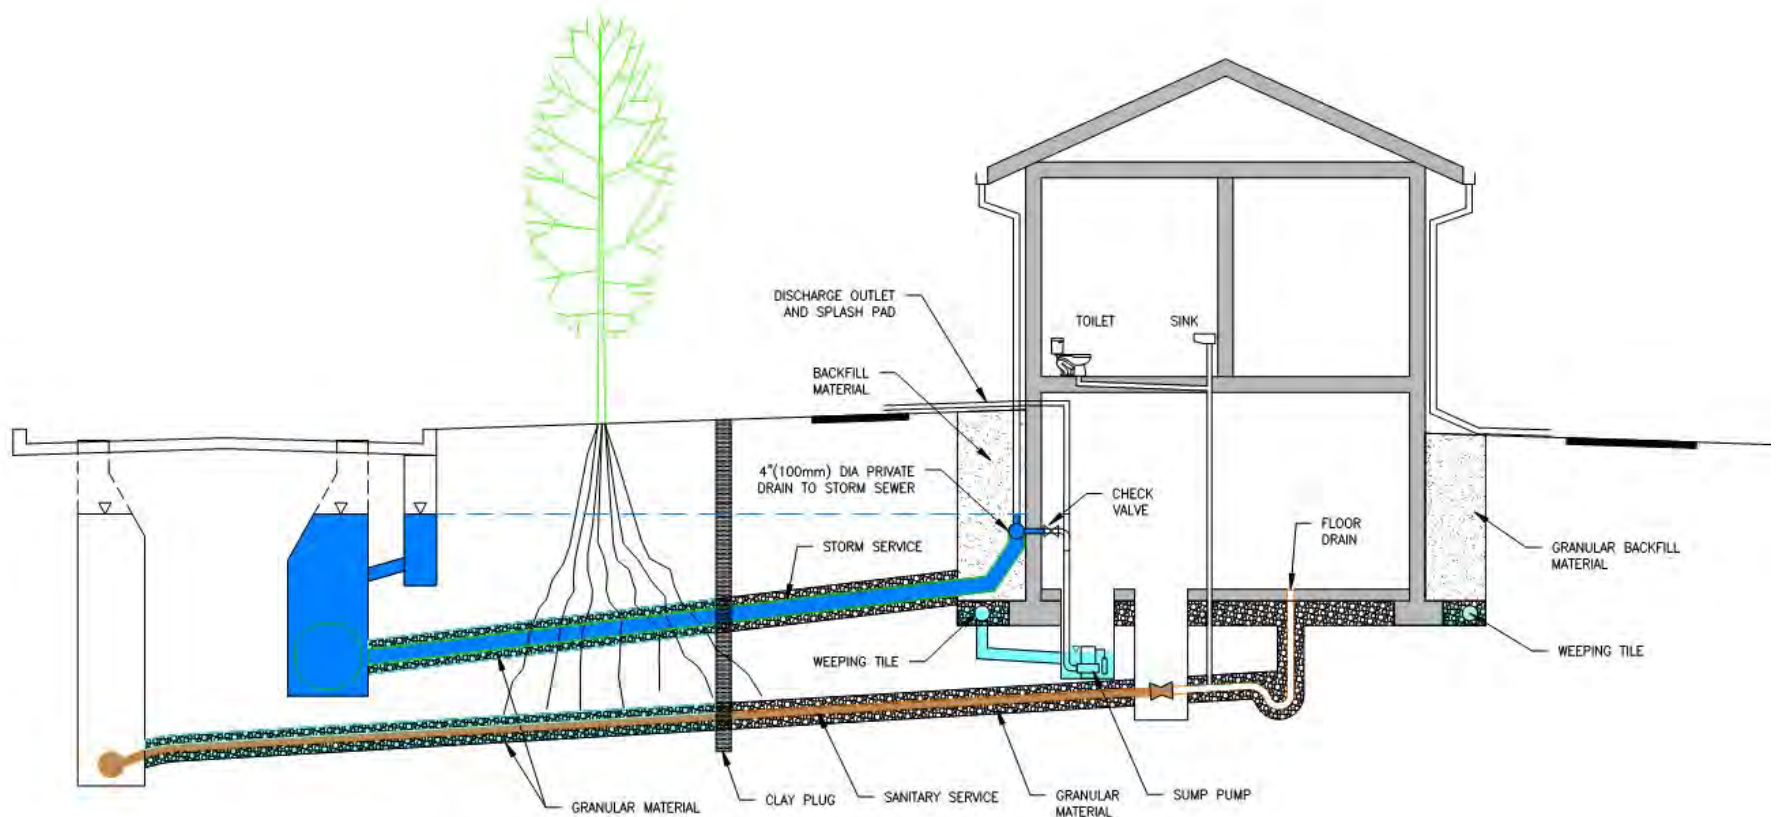 DISCHARGE OUTLET
AND SPLASH PAD
TOILET
SINK
BACKFILL
MATERIAL
4"(100mm) DIA PRIVATE
DRAIN TO STORM SEWER
CHECK
VALVE
FLOOR
DRAIN
STORM SERVICE
GRANULAR BACKFILL
MATERIAL
WEEPING TILE
WEEPING TILE
GRANULAR MATERIAL
CLAY PLUG
SANITARY SERVICE
GRANULAR
MATERIAL
SUMP PUMP